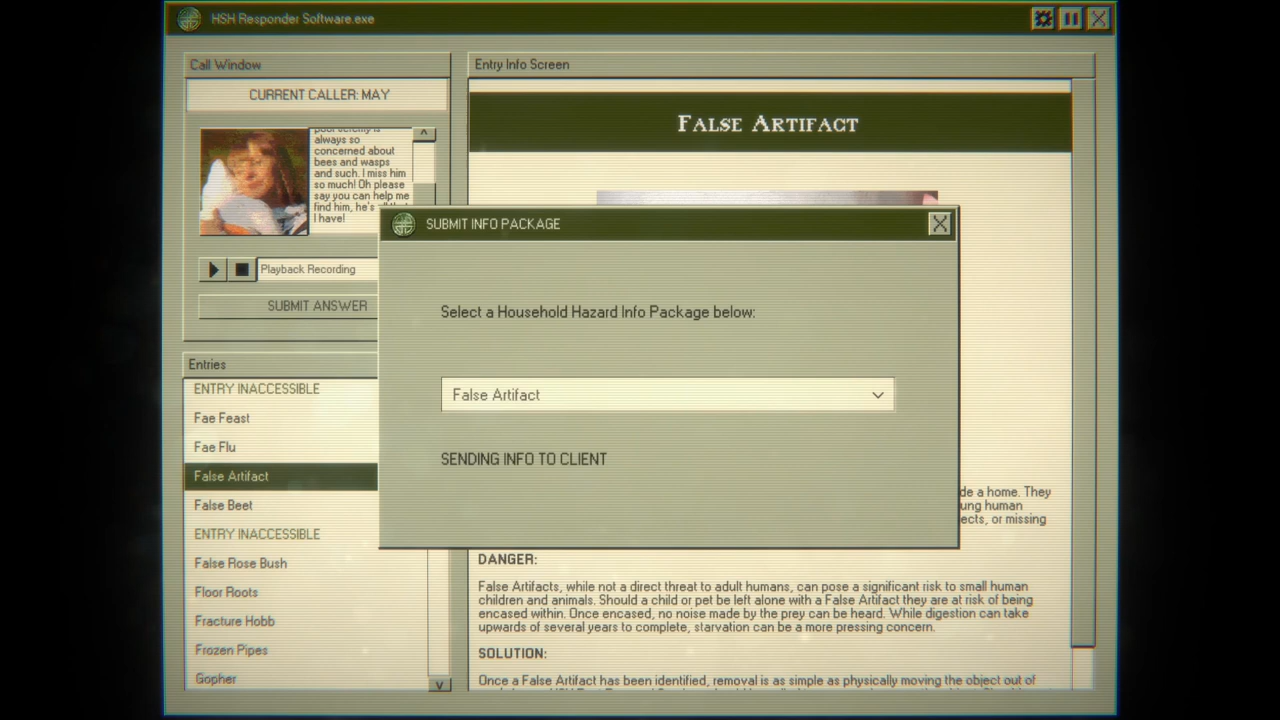 HSH Responder Software.exe
Call Window
CURRENT CALLER: MAY
always so
concerned about
bees and wasps
and such. I miss him
so much! Oh please
say you can help me
find him, he's all that
I have!
Playback Recording
SUBMIT ANSWER
Entries
ENTRY INACCESSIBLE
Fae Feast
Fae Flu
False Artifact
False Beet
ENTRY INACCESSIBLE
False Rose Bush
Floor Roots
Fracture Hobb
Frozen Pipes
Gopher
Entry Info Screen
FALSE ARTIFACT
SUBMIT INFO PACKAGE
Select a Household Hazard Info Package below:
False Artifact
SENDING INFO TO CLIENT
de a home. They
ung human
ects, or missing
DANGER:
False Artifacts, while not a direct threat to adult humans, can pose a significant risk to small human
children and animals. Should a child or pet be left alone with a False Artifact they are at risk of being
encased within. Once encased, no noise made by the prey can be heard. While digestion can take
upwards of several years to complete, starvation can be a more pressing concern.
SOLUTION:
Once a False Artifact has been identified, removal is as simple as physically moving the object out of